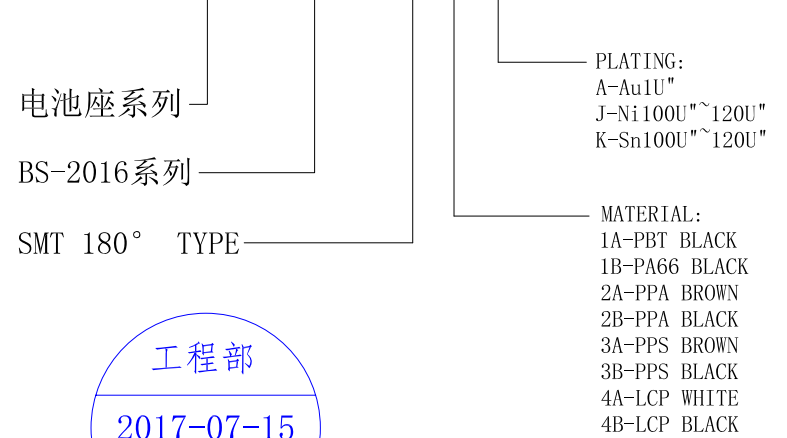 电池座系列
BS-2016系列
SMT 180° TYPE
工程部
2017-07-15
PLATING:
A-Au1U"
J-Ni100U"~120U"
K-Sn100U"~120U"
MATERIAL:
1A-PBT BLACK
1B-PA66 BLACK
2A-PPA BROWN
2B-PPA BLACK
3A-PPS BROWN
3B-PPS BLACK
4A-LCP WHITE
4B-LCP BLACK